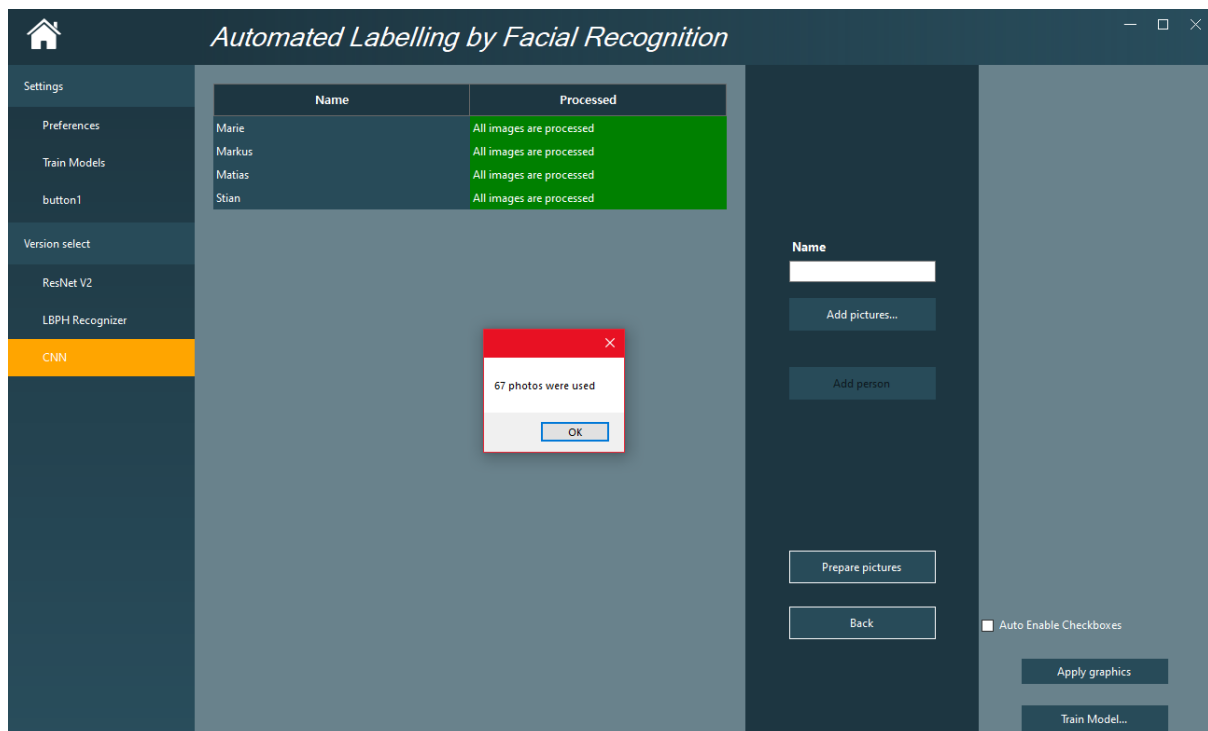 Automated Labelling by Facial Recognition
Settings
Preferences
Train Models
button1
Version select
ResNet V2
LBPH Recognizer
CNN
Name Processed
Marie All images are processed
Markus All images are processed
Matias All images are processed
Stian All images are processed
67 photos were used
OK
Name
Add pictures...
Add person
Prepare pictures
Back
Auto Enable Checkboxes
Apply graphics
Train Model...